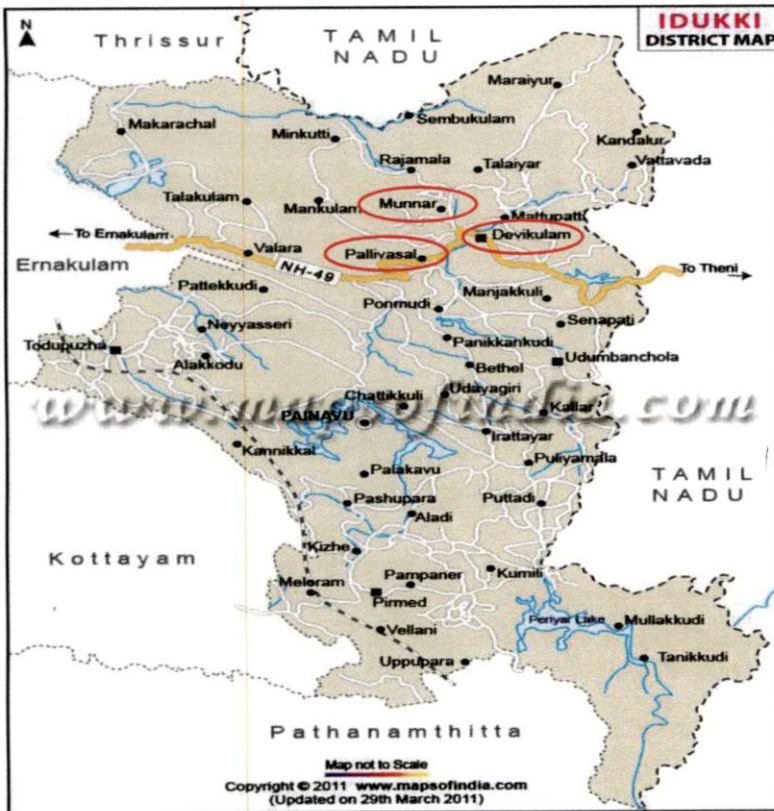 N
IDUKKI
DISTRICT MAP
Thrissur
TAMIL
NADU
Maraiyur
Makarachal
Minkutti
Sembukulam
Kandalur
Rajamala
Talaiyar
Vattavada
Talakulam
Mankulam
Munnar
Mattupatti
To Ernakulam
Devikulam
Valara
Pallivasal
Ernakulam
NH-49
To Theni
Pattekkudi
Manjakkuli
Ponmudi
Neyyasseri
Senapati
Todupuzha
Panikkankudi
Alakkodu
Bethel
Udumbanchola
Chattikkuli
Udayagiri
www.mapsofindia.com
PAINAVU
Kallar
Kannikkal
Irattayar
Puliyamala
Palakavu
TAMIL
NADU
Pashupara
Puttadi
Aladi
Kizhe
Kottayam
Meloram
Pampaner
Kumili
Pirmed
Periyar Lake
Mullakkudi
Vellani
Uppupara
Tanikkudi
Pathanamthitta
Map not to Scale
Copyright © 2011 www.mapsofindia.com
(Updated on 29th March 2011)